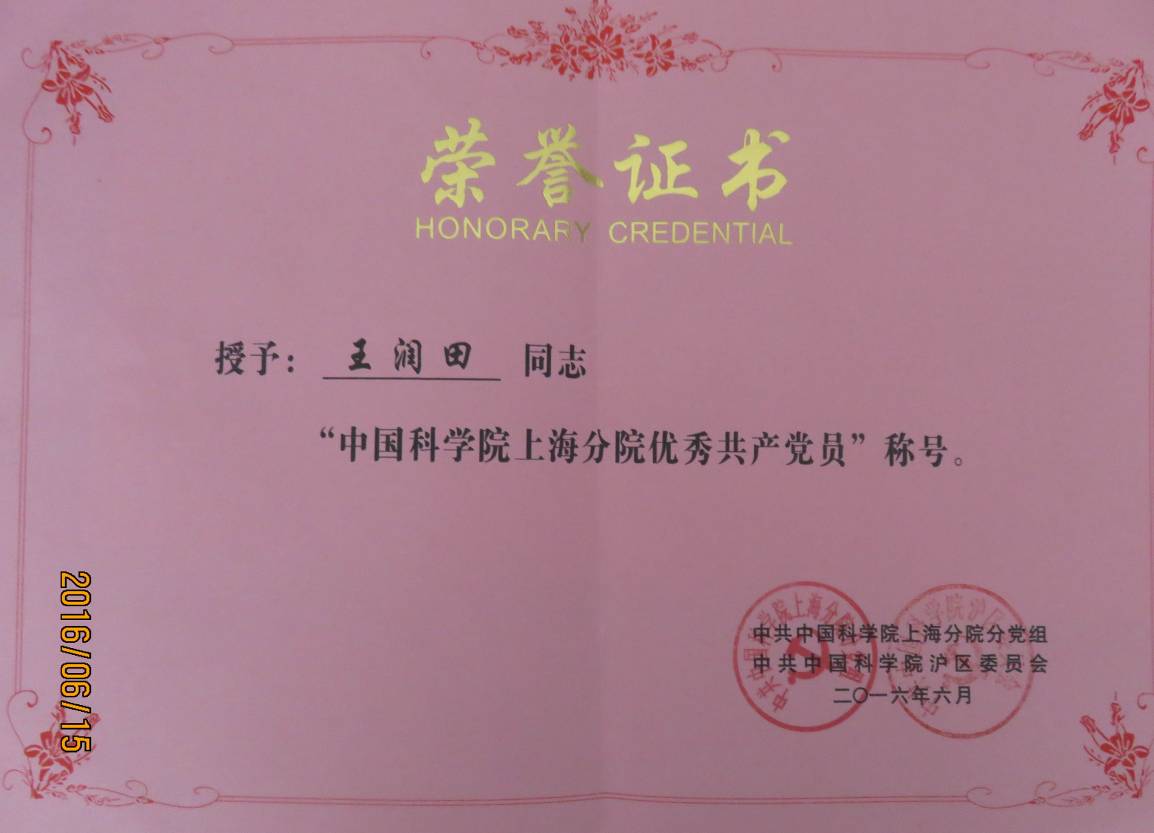 荣誉证书
HONORARY CREDENTIAL
授予： 王润田 同志
“中国科学院上海分院优秀共产党员”称号。
中共中国科学院上海分院分党组
中共中国科学院沪区委员会
二〇一六年六月
2016/06/15